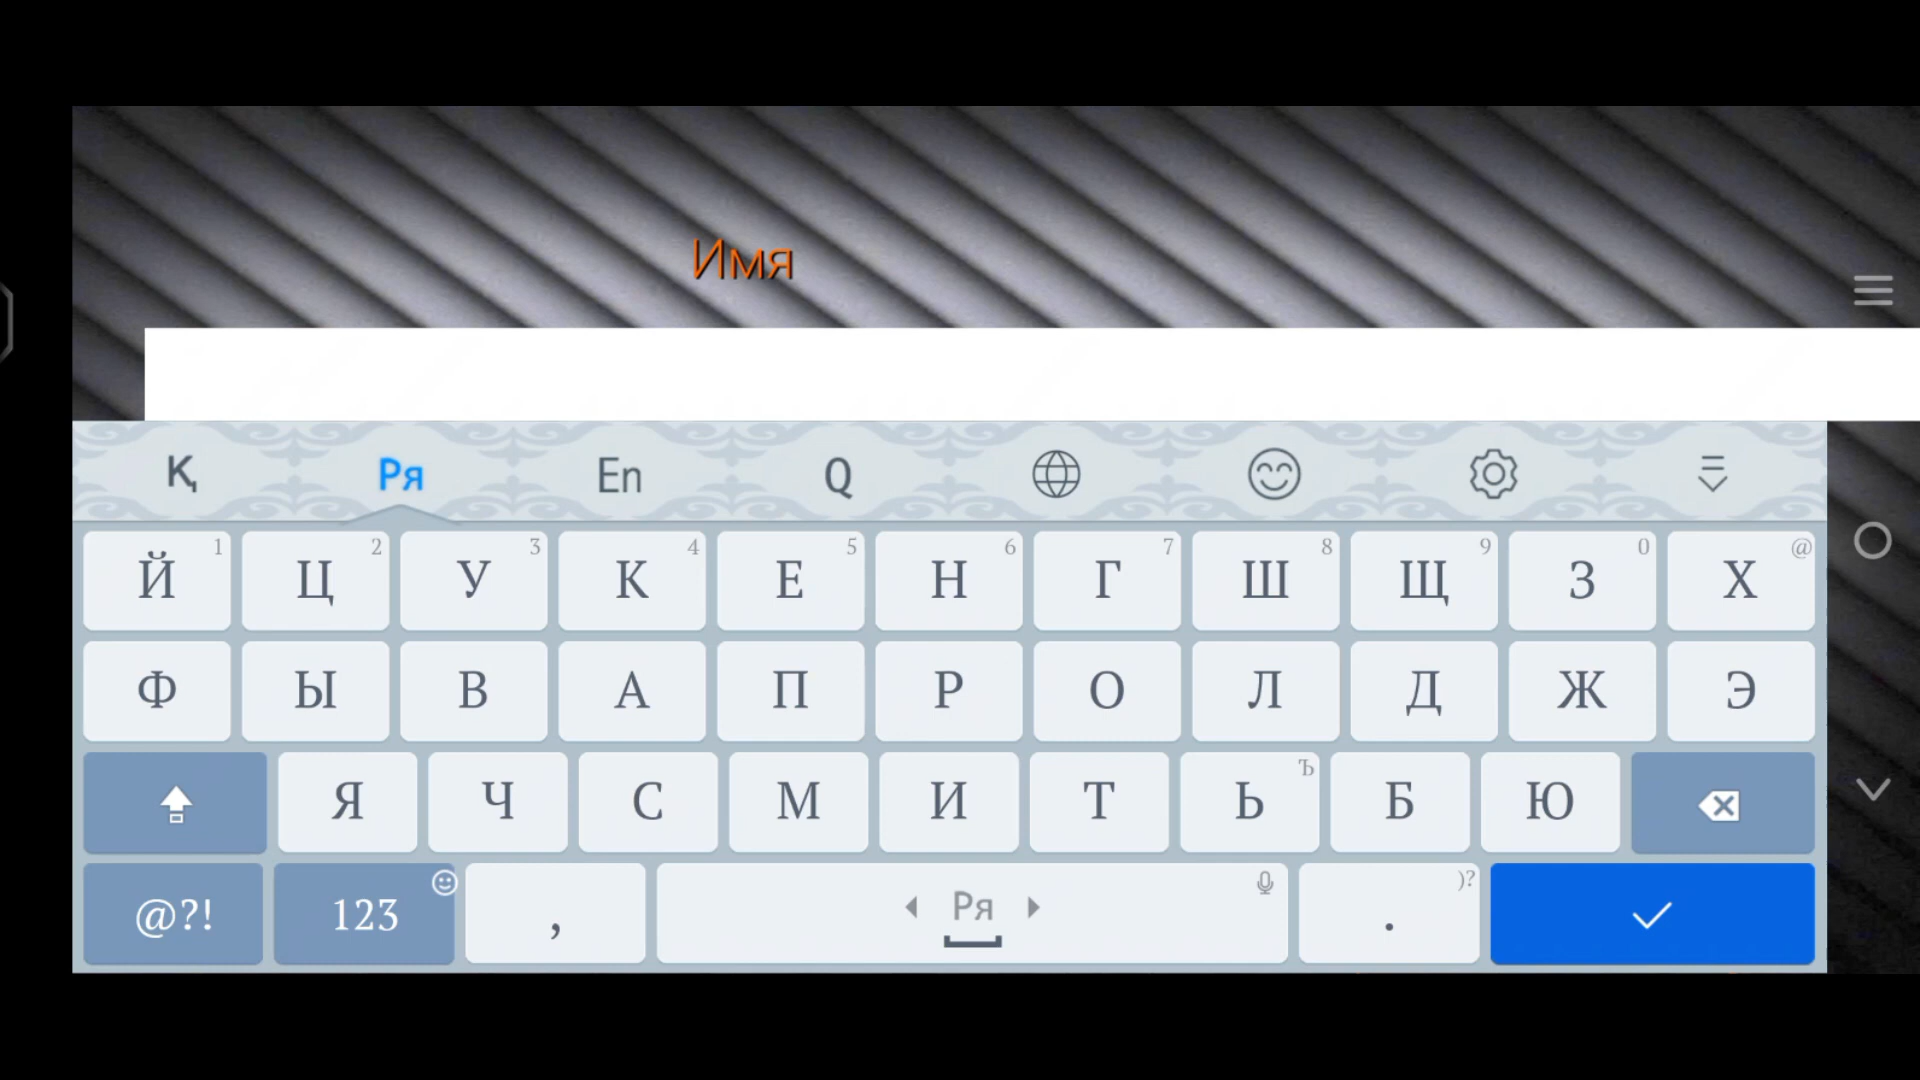 Имя
Қ Ря En Q
Й 1 Ц 2 У 3 К 4 Е 5 Н 6 Г 7 Ш 8 Щ 9 З 0 Х @
Ф Ы В А П Р О Л Д Ж Э
Я Ч С М И Т Ь Ъ Б Ю
@?! 123 , Ря . )?